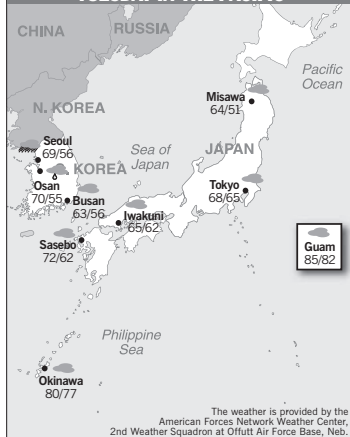 CHINA
RUSSIA
Pacific
Ocean
N. KOREA
Misawa
64/51
Seoul
69/56
Sea of
Japan
JAPAN
KOREA
Osan
70/55
Busan
63/56
Tokyo
68/65
Iwakuni
65/62
Sasebo
72/62
Guam
85/82
Philippine
Sea
Okinawa
80/77
The weather is provided by the
American Forces Network Weather Center,
2nd Weather Squadron at Offutt Air Force Base, Neb.